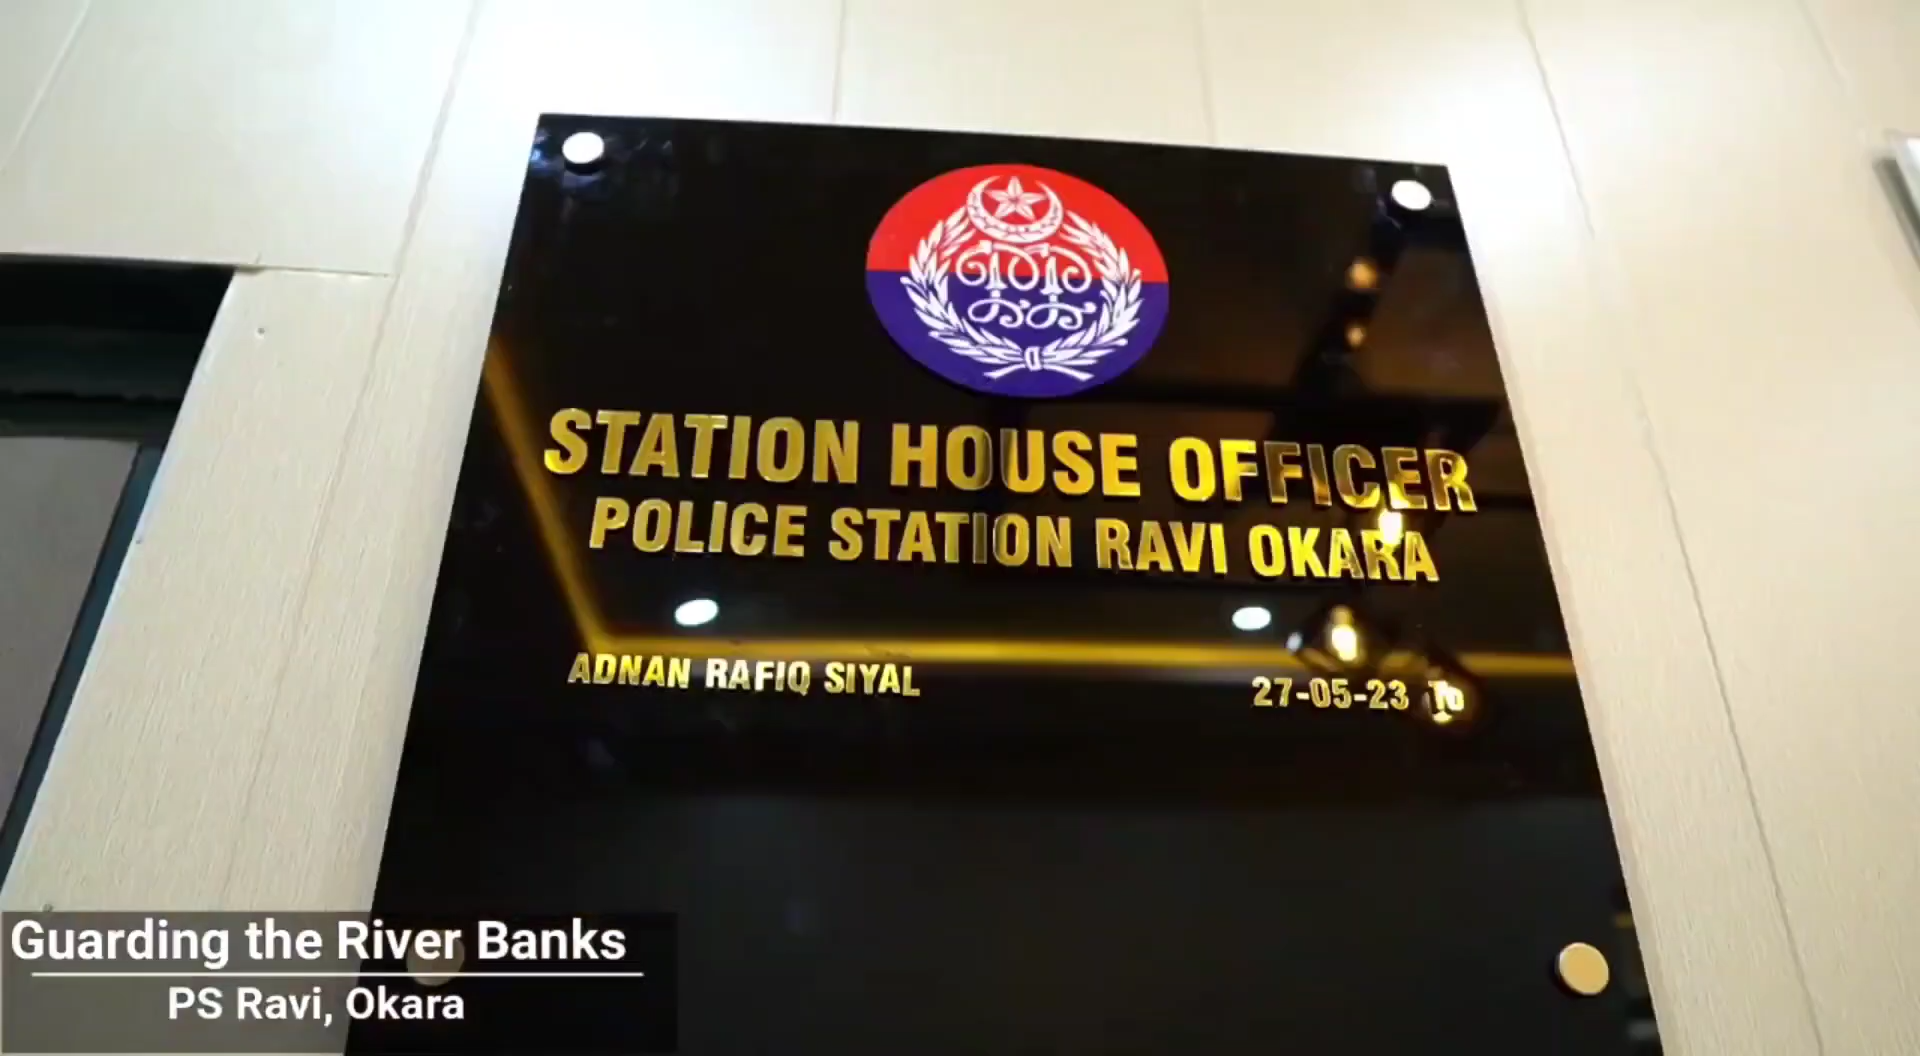 STATION HOUSE OFFICER
POLICE STATION RAVI OKARA
ADNAN RAFIQ SIYAL 27-05-23 To
Guarding the River Banks
PS Ravi, Okara